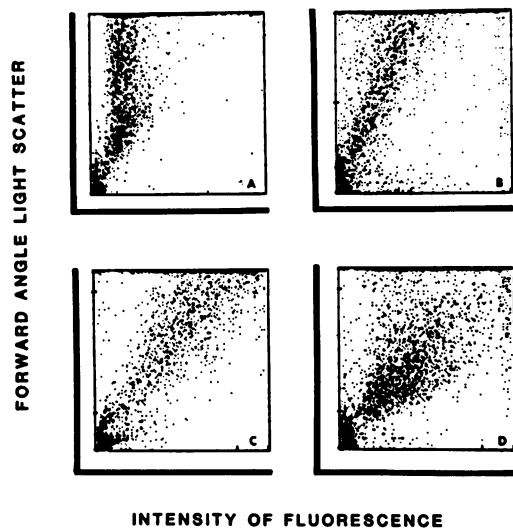 FORWARD ANGLE LIGHT SCATTER
A
B
C
D
INTENSITY OF FLUORESCENCE